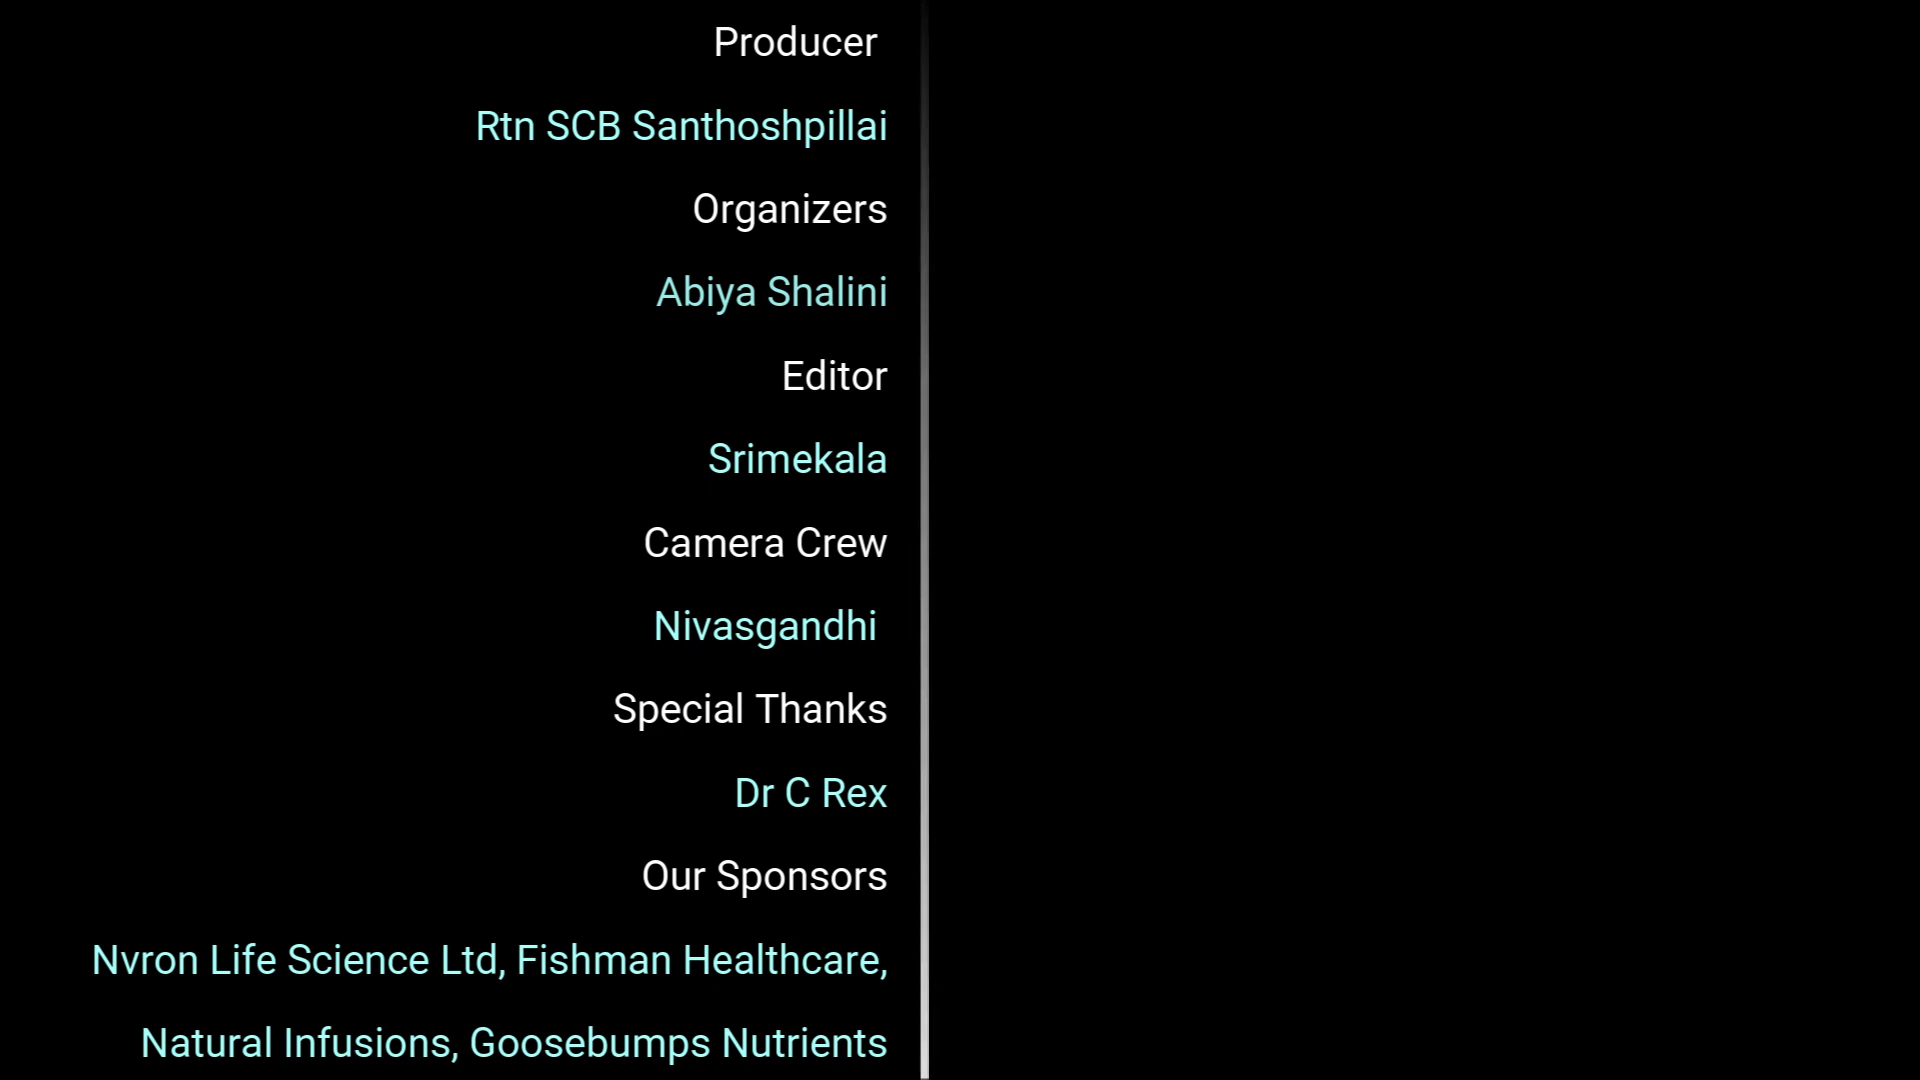 Producer
Rtn SCB Santhoshpillai
Organizers
Abiya Shalini
Editor
Srimekala
Camera Crew
Nivasgandhi
Special Thanks
Dr C Rex
Our Sponsors
Nvron Life Science Ltd, Fishman Healthcare,
Natural Infusions, Goosebumps Nutrients